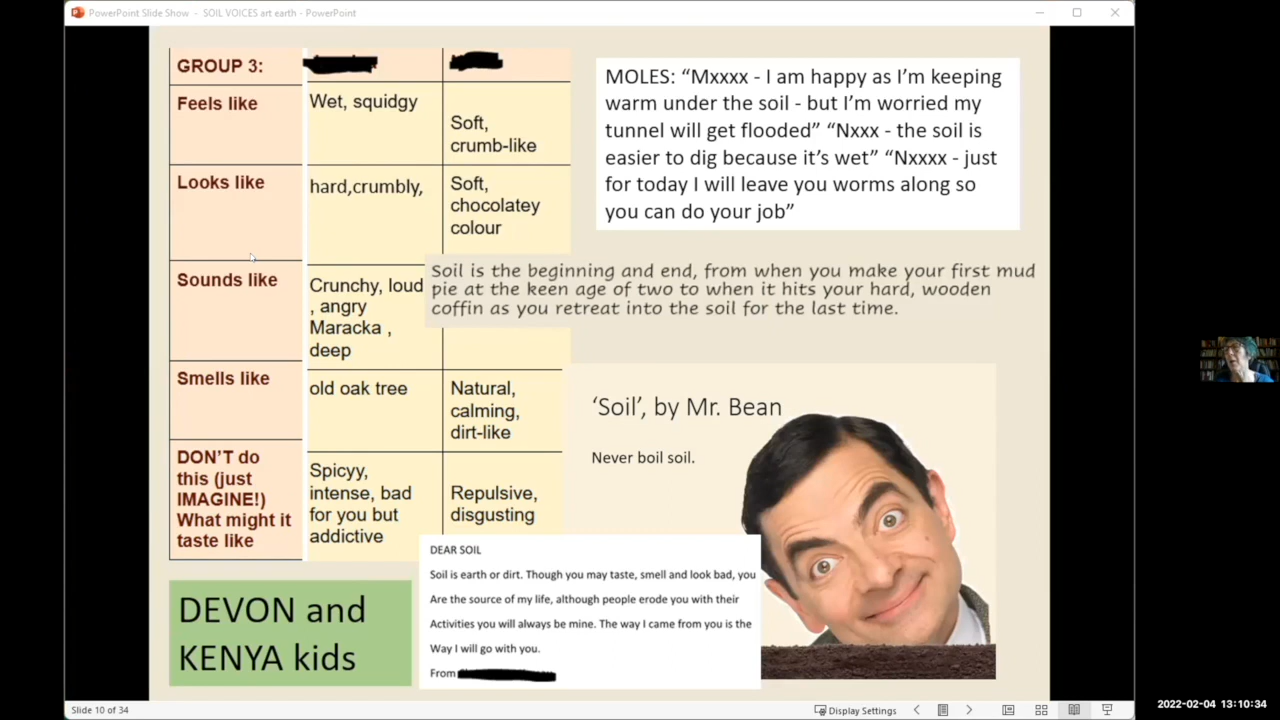 PowerPoint Slide Show - SOIL VOICES art earth - PowerPoint
GROUP 3:
Feels like
Wet, squidgy
Soft,
crumb-like
Looks like
hard,crumbly,
Soft,
chocolatey
colour
Sounds like
Crunchy, loud
, angry
Maracka ,
deep
Smells like
old oak tree
Natural,
calming,
dirt-like
DON'T do
this (just
IMAGINE!)
What might it
taste like
Spicyy,
intense, bad
for you but
addictive
Repulsive,
disgusting
MOLES: “Mxxxx - I am happy as I’m keeping
warm under the soil - but I’m worried my
tunnel will get flooded” “Nxxx - the soil is
easier to dig because it’s wet” “Nxxxx - just
for today I will leave you worms along so
you can do your job”
Soil is the beginning and end, from when you make your first mud
pie at the keen age of two to when it hits your hard, wooden
coffin as you retreat into the soil for the last time.
‘Soil’, by Mr. Bean
Never boil soil.
DEAR SOIL
Soil is earth or dirt. Though you may taste, smell and look bad, you
Are the source of my life, although people erode you with their
Activities you will always be mine. The way I came from you is the
Way I will go with you.
From
DEVON and
KENYA kids
Slide 10 of 34
Display Settings
2022-02-04 13:10:34